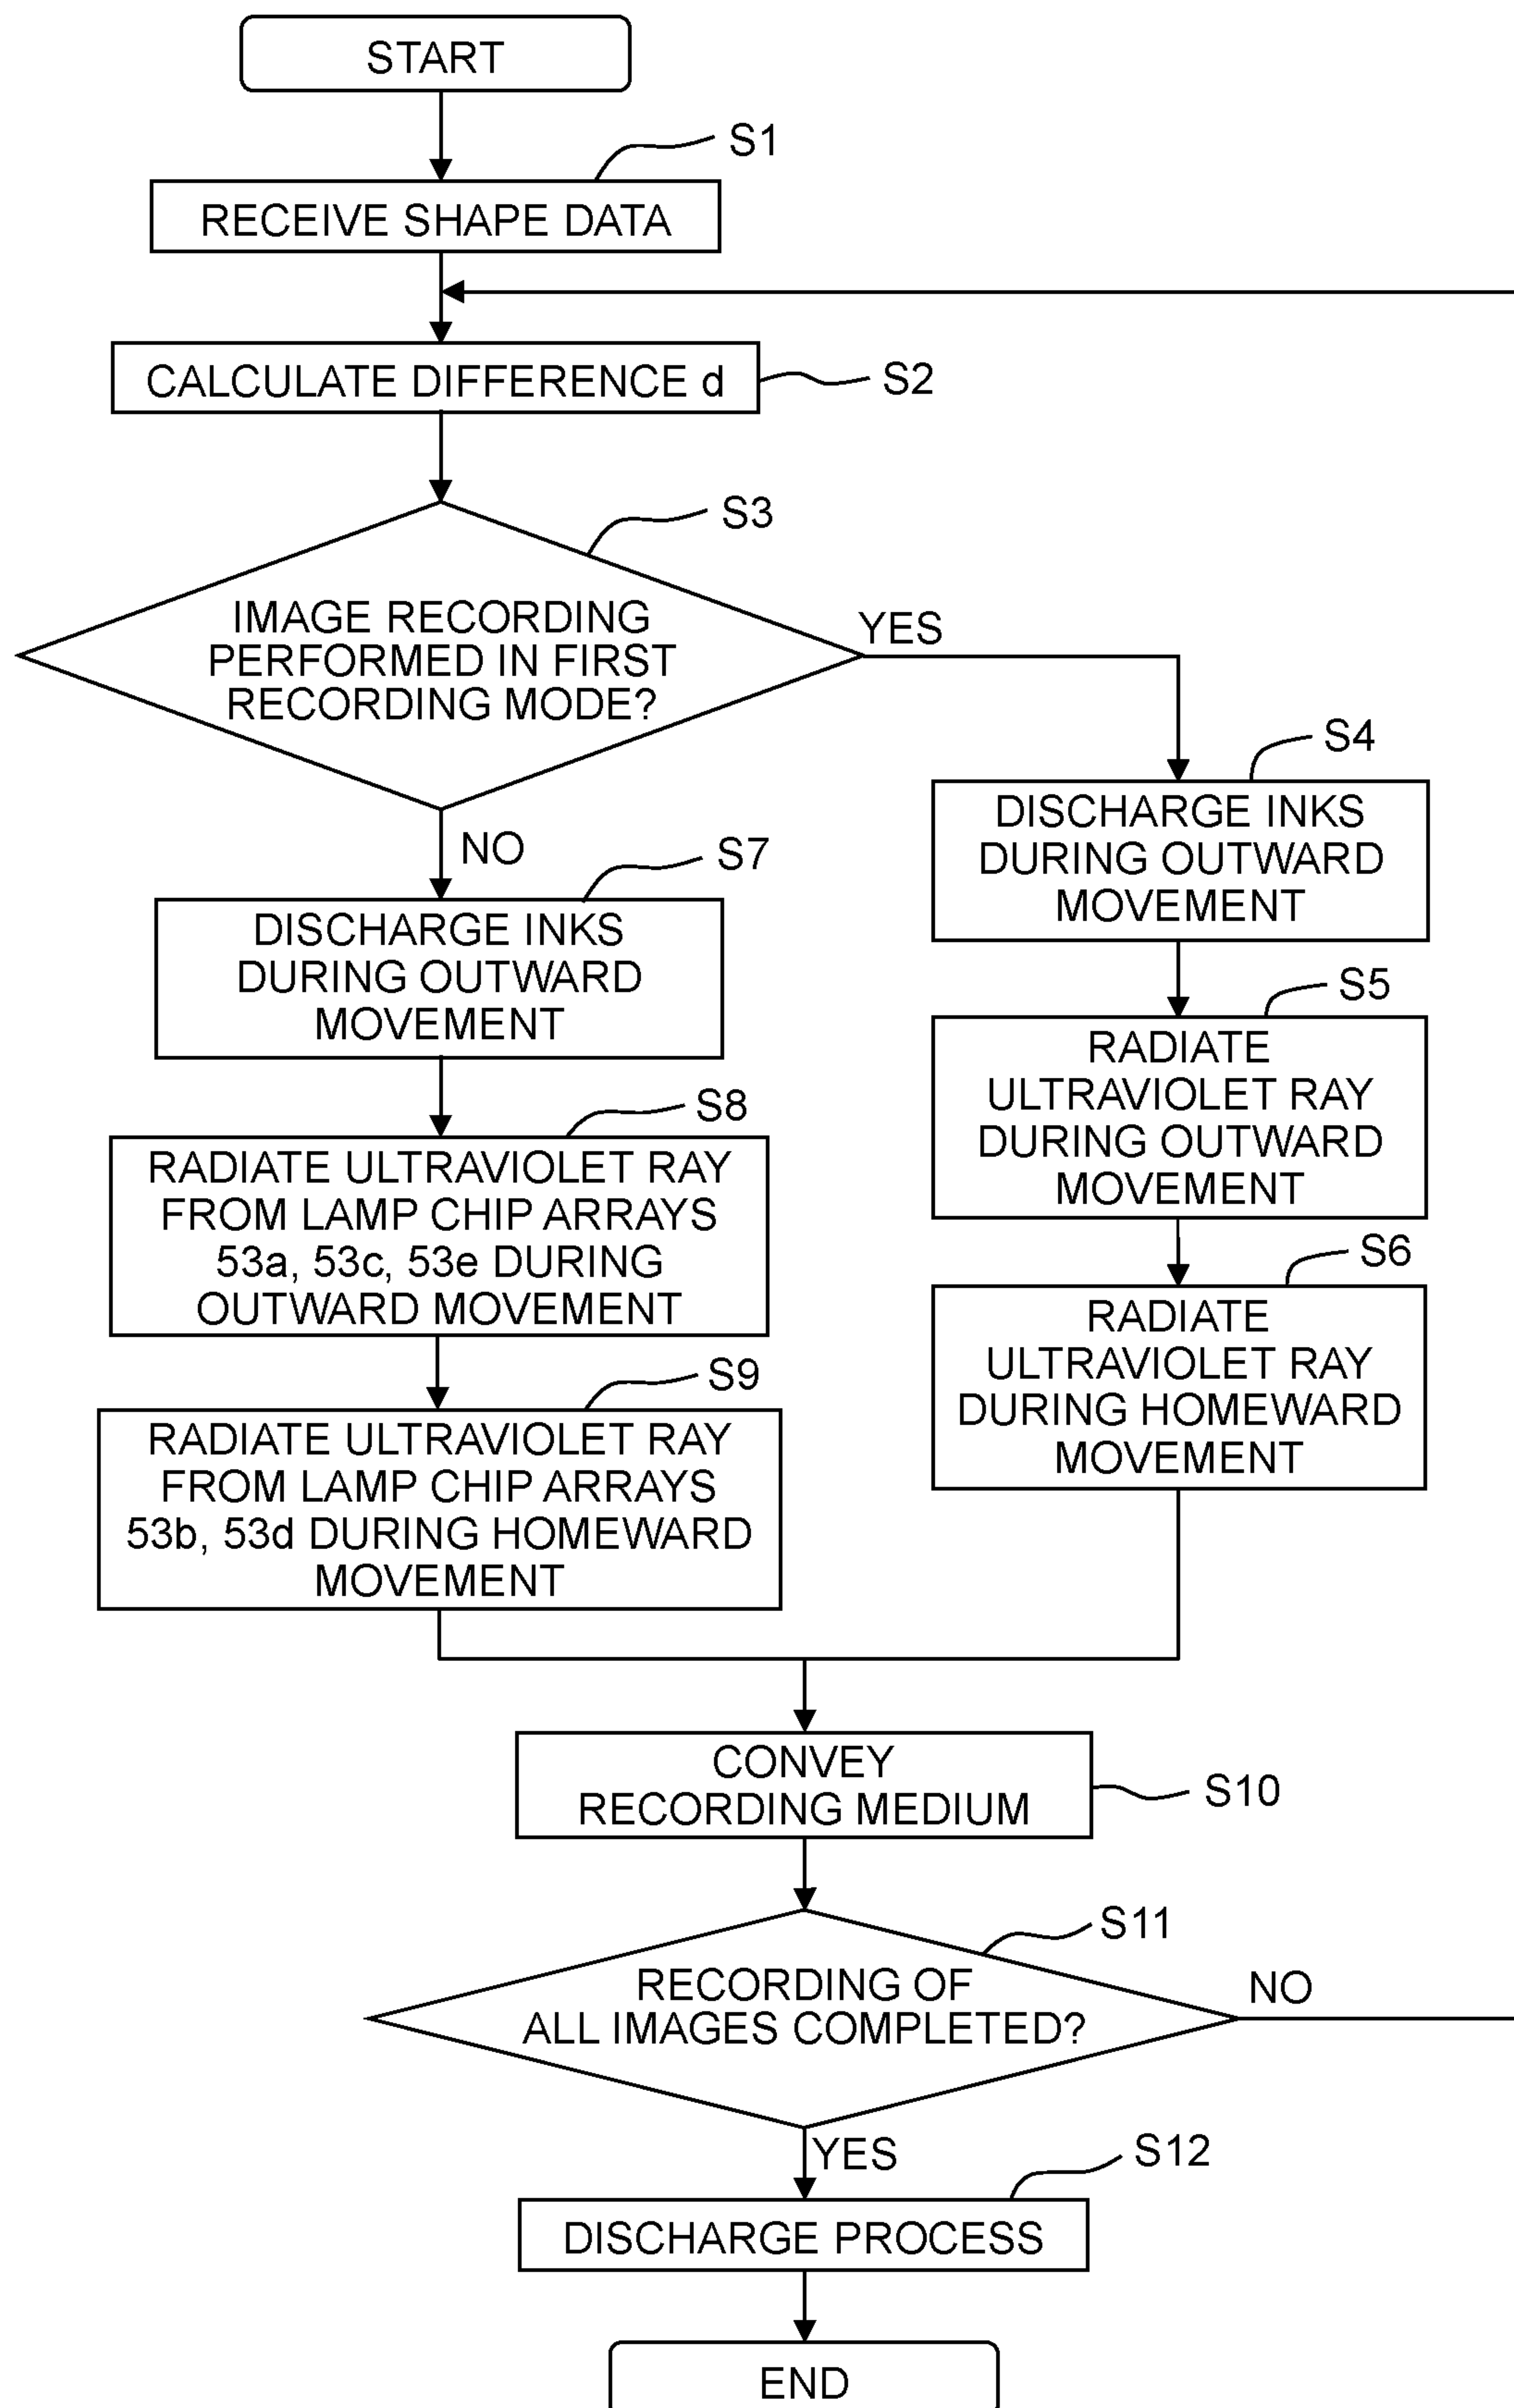 START
S1
RECEIVE SHAPE DATA
CALCULATE DIFFERENCE d
S2
S3
IMAGE RECORDING
PERFORMED IN FIRST
RECORDING MODE?
YES
S4
DISCHARGE INKS
DURING OUTWARD
MOVEMENT
S5
RADIATE
ULTRAVIOLET RAY
DURING OUTWARD
MOVEMENT
S6
RADIATE
ULTRAVIOLET RAY
DURING HOMEWARD
MOVEMENT
NO
S7
DISCHARGE INKS
DURING OUTWARD
MOVEMENT
S8
RADIATE ULTRAVIOLET RAY
FROM LAMP CHIP ARRAYS
53a, 53c, 53e DURING
OUTWARD MOVEMENT
S9
RADIATE ULTRAVIOLET RAY
FROM LAMP CHIP ARRAYS
53b, 53d DURING HOMEWARD
MOVEMENT
CONVEY
RECORDING MEDIUM
S10
S11
RECORDING OF
ALL IMAGES COMPLETED?
NO
YES
S12
DISCHARGE PROCESS
END